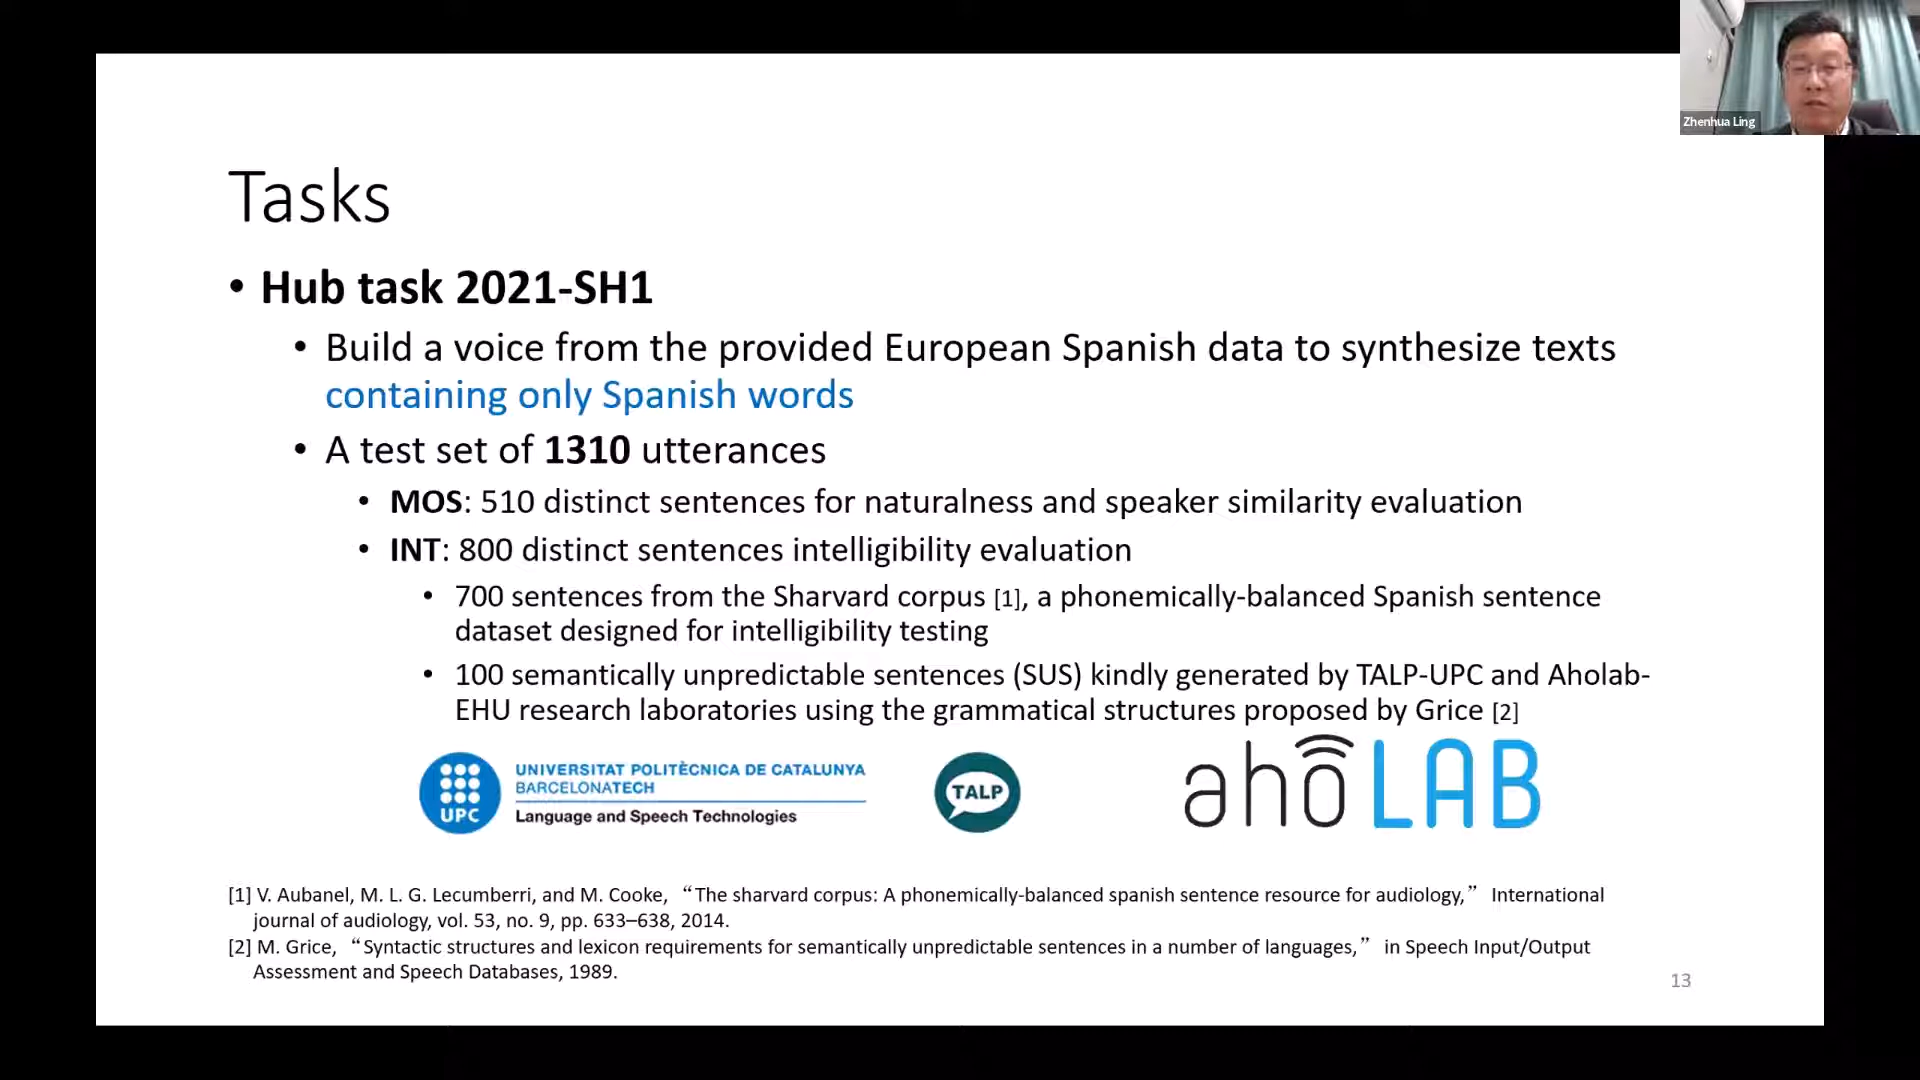 Zhenhua Ling
Tasks
• Hub task 2021-SH1
• Build a voice from the provided European Spanish data to synthesize texts
containing only Spanish words
• A test set of 1310 utterances
• MOS: 510 distinct sentences for naturalness and speaker similarity evaluation
• INT: 800 distinct sentences intelligibility evaluation
• 700 sentences from the Sharvard corpus [1], a phonemically-balanced Spanish sentence
dataset designed for intelligibility testing
• 100 semantically unpredictable sentences (SUS) kindly generated by TALP-UPC and Aholab-
EHU research laboratories using the grammatical structures proposed by Grice [2]
UPC
UNIVERSITAT POLITÈCNICA DE CATALUNYA
BARCELONATECH
Language and Speech Technologies
TALP
ahoLAB
[1] V. Aubanel, M. L. G. Lecumberri, and M. Cooke, “The sharvard corpus: A phonemically-balanced spanish sentence resource for audiology,” International
journal of audiology, vol. 53, no. 9, pp. 633–638, 2014.
[2] M. Grice, “Syntactic structures and lexicon requirements for semantically unpredictable sentences in a number of languages,” in Speech Input/Output
Assessment and Speech Databases, 1989.
13